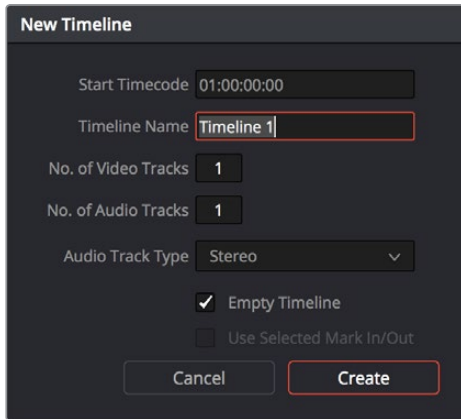 New Timeline
Start Timecode 01:00:00:00
Timeline Name Timeline 1
No. of Video Tracks 1
No. of Audio Tracks 1
Audio Track Type Stereo
Empty Timeline
Use Selected Mark In/Out
Cancel Create